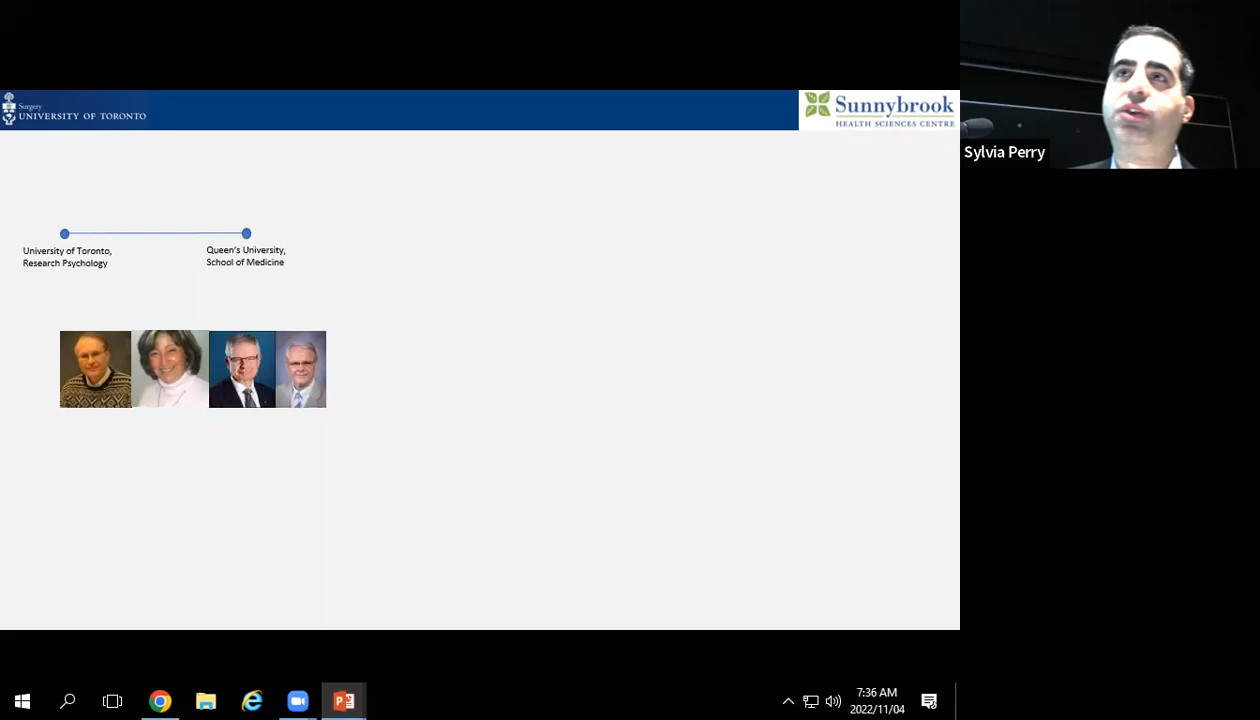 Surgery
UNIVERSITY OF TORONTO
Sunnybrook
HEALTH SCIENCES CENTRE
Sylvia Perry
University of Toronto,
Research Psychology
Queen's University,
School of Medicine
7:36 AM
2022/11/04